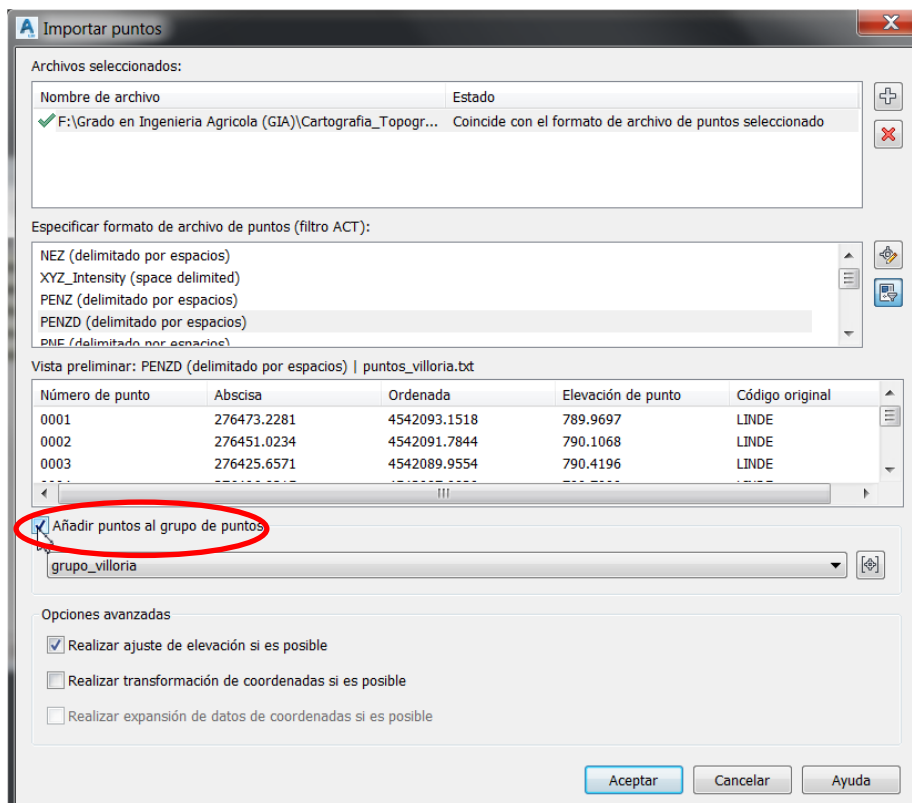 Importar puntos
Archivos seleccionados:
Nombre de archivo Estado
F:\Grado en Ingenieria Agricola (GIA)\Cartografia_Topogr... Coincide con el formato de archivo de puntos seleccionado
Especificar formato de archivo de puntos (filtro ACT):
NEZ (delimitado por espacios)
XYZ_Intensity (space delimited)
PENZ (delimitado por espacios)
PENZD (delimitado por espacios)
PNE (delimitado por espacios)
Vista preliminar: PENZD (delimitado por espacios) | puntos_villoria.txt
Número de punto Abscisa Ordenada Elevación de punto Código original
0001 276473.2281 4542093.1518 789.9697 LINDE
0002 276451.0234 4542091.7844 790.1068 LINDE
0003 276425.6571 4542089.9554 790.4196 LINDE
Añadir puntos al grupo de puntos
grupo_villoria
Opciones avanzadas
Realizar ajuste de elevación si es posible
Realizar transformación de coordenadas si es posible
Realizar expansión de datos de coordenadas si es posible
Aceptar Cancelar Ayuda